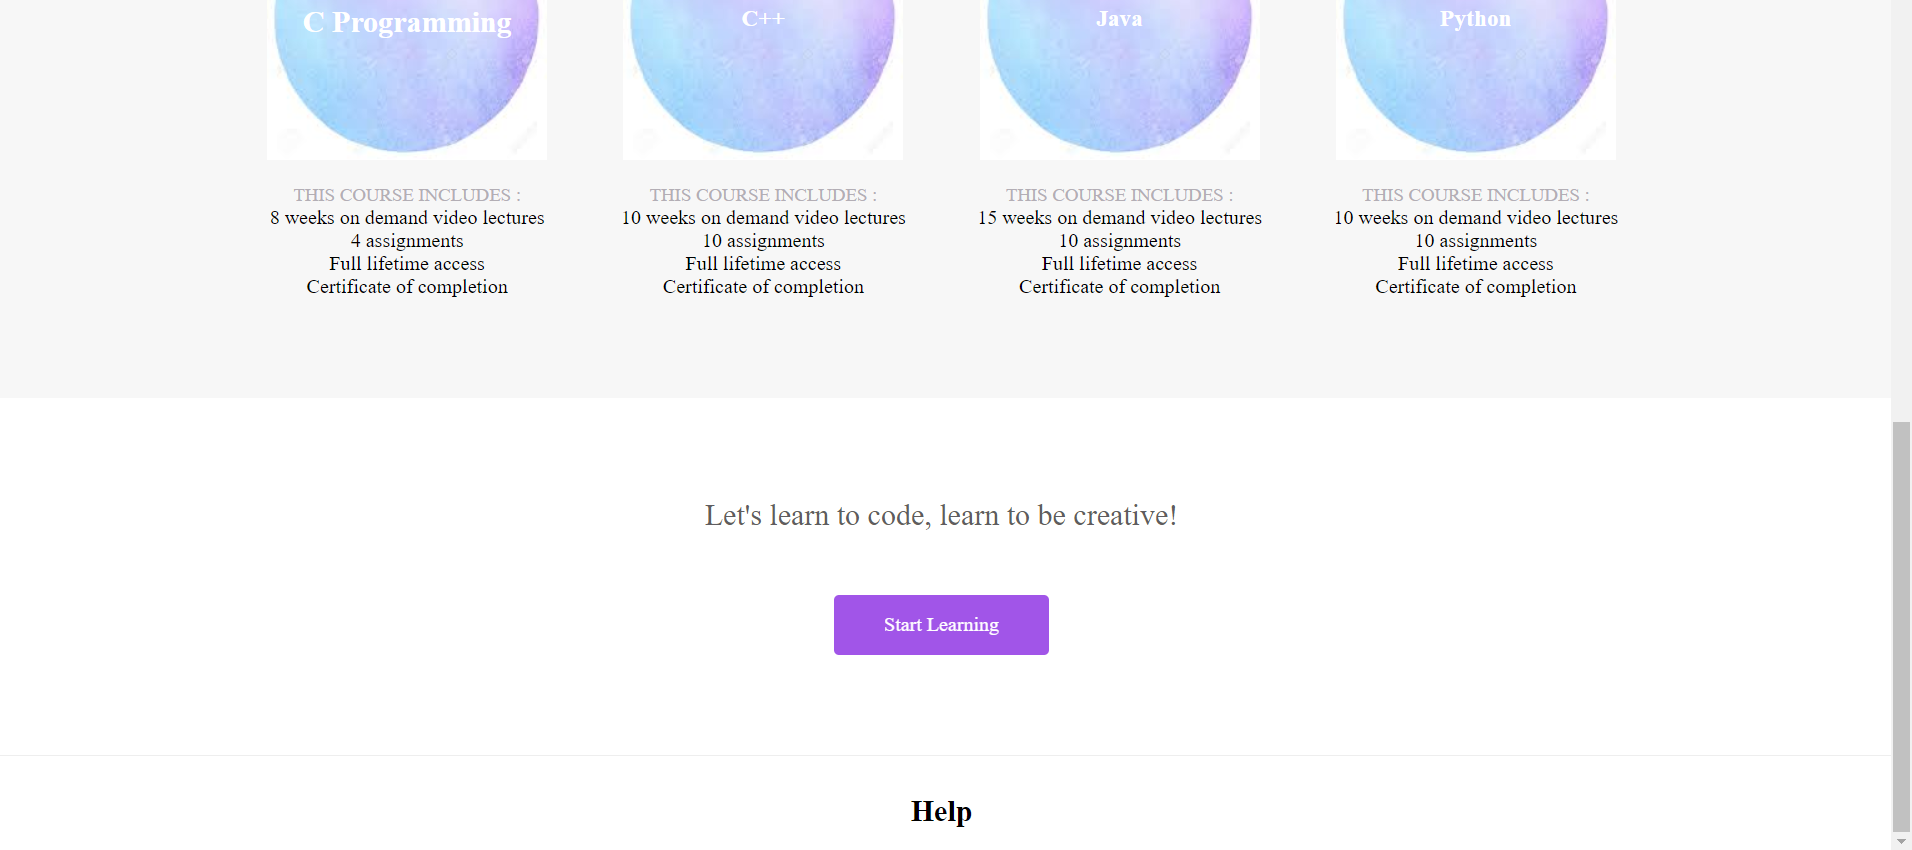 C Programming
C++
Java
Python
THIS COURSE INCLUDES :
8 weeks on demand video lectures
4 assignments
Full lifetime access
Certificate of completion
THIS COURSE INCLUDES :
10 weeks on demand video lectures
10 assignments
Full lifetime access
Certificate of completion
THIS COURSE INCLUDES :
15 weeks on demand video lectures
10 assignments
Full lifetime access
Certificate of completion
THIS COURSE INCLUDES :
10 weeks on demand video lectures
10 assignments
Full lifetime access
Certificate of completion
Let's learn to code, learn to be creative!
Start Learning
Help